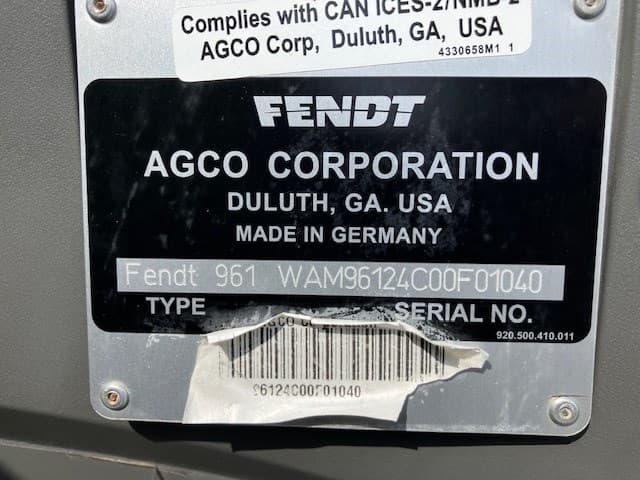 Complies with CAN ICES-2/NMB-2
AGCO Corp, Duluth, GA, USA
4330658M1 1
FENDT
AGCO CORPORATION
DULUTH, GA. USA
MADE IN GERMANY
Fendt 961 WAM96124C00F01040
TYPE SERIAL NO.
920.500.410.011
AGCO
96124C00F01040